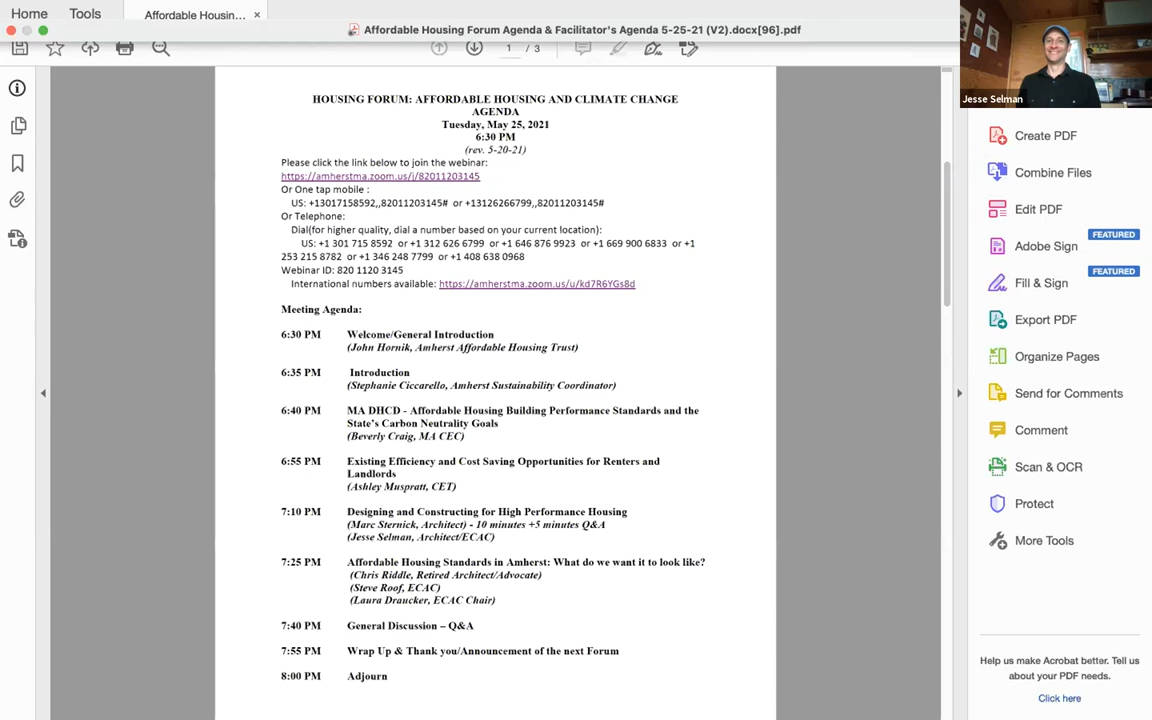 Home Tools Affordable Housin... ×
Affordable Housing Forum Agenda & Facilitator's Agenda 5-25-21 (V2).docx[96].pdf
1 / 3
Jesse Selman
HOUSING FORUM: AFFORDABLE HOUSING AND CLIMATE CHANGE
AGENDA
Tuesday, May 25, 2021
6:30 PM
(rev. 5-20-21)
Please click the link below to join the webinar:
https://amherstma.zoom.us/j/82011203145
Or One tap mobile :
US: +13017158592,,82011203145# or +13126266799,,82011203145#
Or Telephone:
Dial(for higher quality, dial a number based on your current location):
US: +1 301 715 8592 or +1 312 626 6799 or +1 646 876 9923 or +1 669 900 6833 or +1
253 215 8782 or +1 346 248 7799 or +1 408 638 0968
Webinar ID: 820 1120 3145
International numbers available: https://amherstma.zoom.us/u/kd7R6YGs8d
Meeting Agenda:
6:30 PM Welcome/General Introduction
(John Hornik, Amherst Affordable Housing Trust)
6:35 PM Introduction
(Stephanie Ciccarello, Amherst Sustainability Coordinator)
6:40 PM MA DHCD - Affordable Housing Building Performance Standards and the
State's Carbon Neutrality Goals
(Beverly Craig, MA CEC)
6:55 PM Existing Efficiency and Cost Saving Opportunities for Renters and
Landlords
(Ashley Muspratt, CET)
7:10 PM Designing and Constructing for High Performance Housing
(Marc Sternick, Architect) - 10 minutes +5 minutes Q&A
(Jesse Selman, Architect/ECAC)
7:25 PM Affordable Housing Standards in Amherst: What do we want it to look like?
(Chris Riddle, Retired Architect/Advocate)
(Steve Roof, ECAC)
(Laura Draucker, ECAC Chair)
7:40 PM General Discussion – Q&A
7:55 PM Wrap Up & Thank you/Announcement of the next Forum
8:00 PM Adjourn
Create PDF
Combine Files
Edit PDF
FEATURED
Adobe Sign
FEATURED
Fill & Sign
Export PDF
Organize Pages
Send for Comments
Comment
Scan & OCR
Protect
More Tools
Help us make Acrobat better. Tell us
about your PDF needs.
Click here